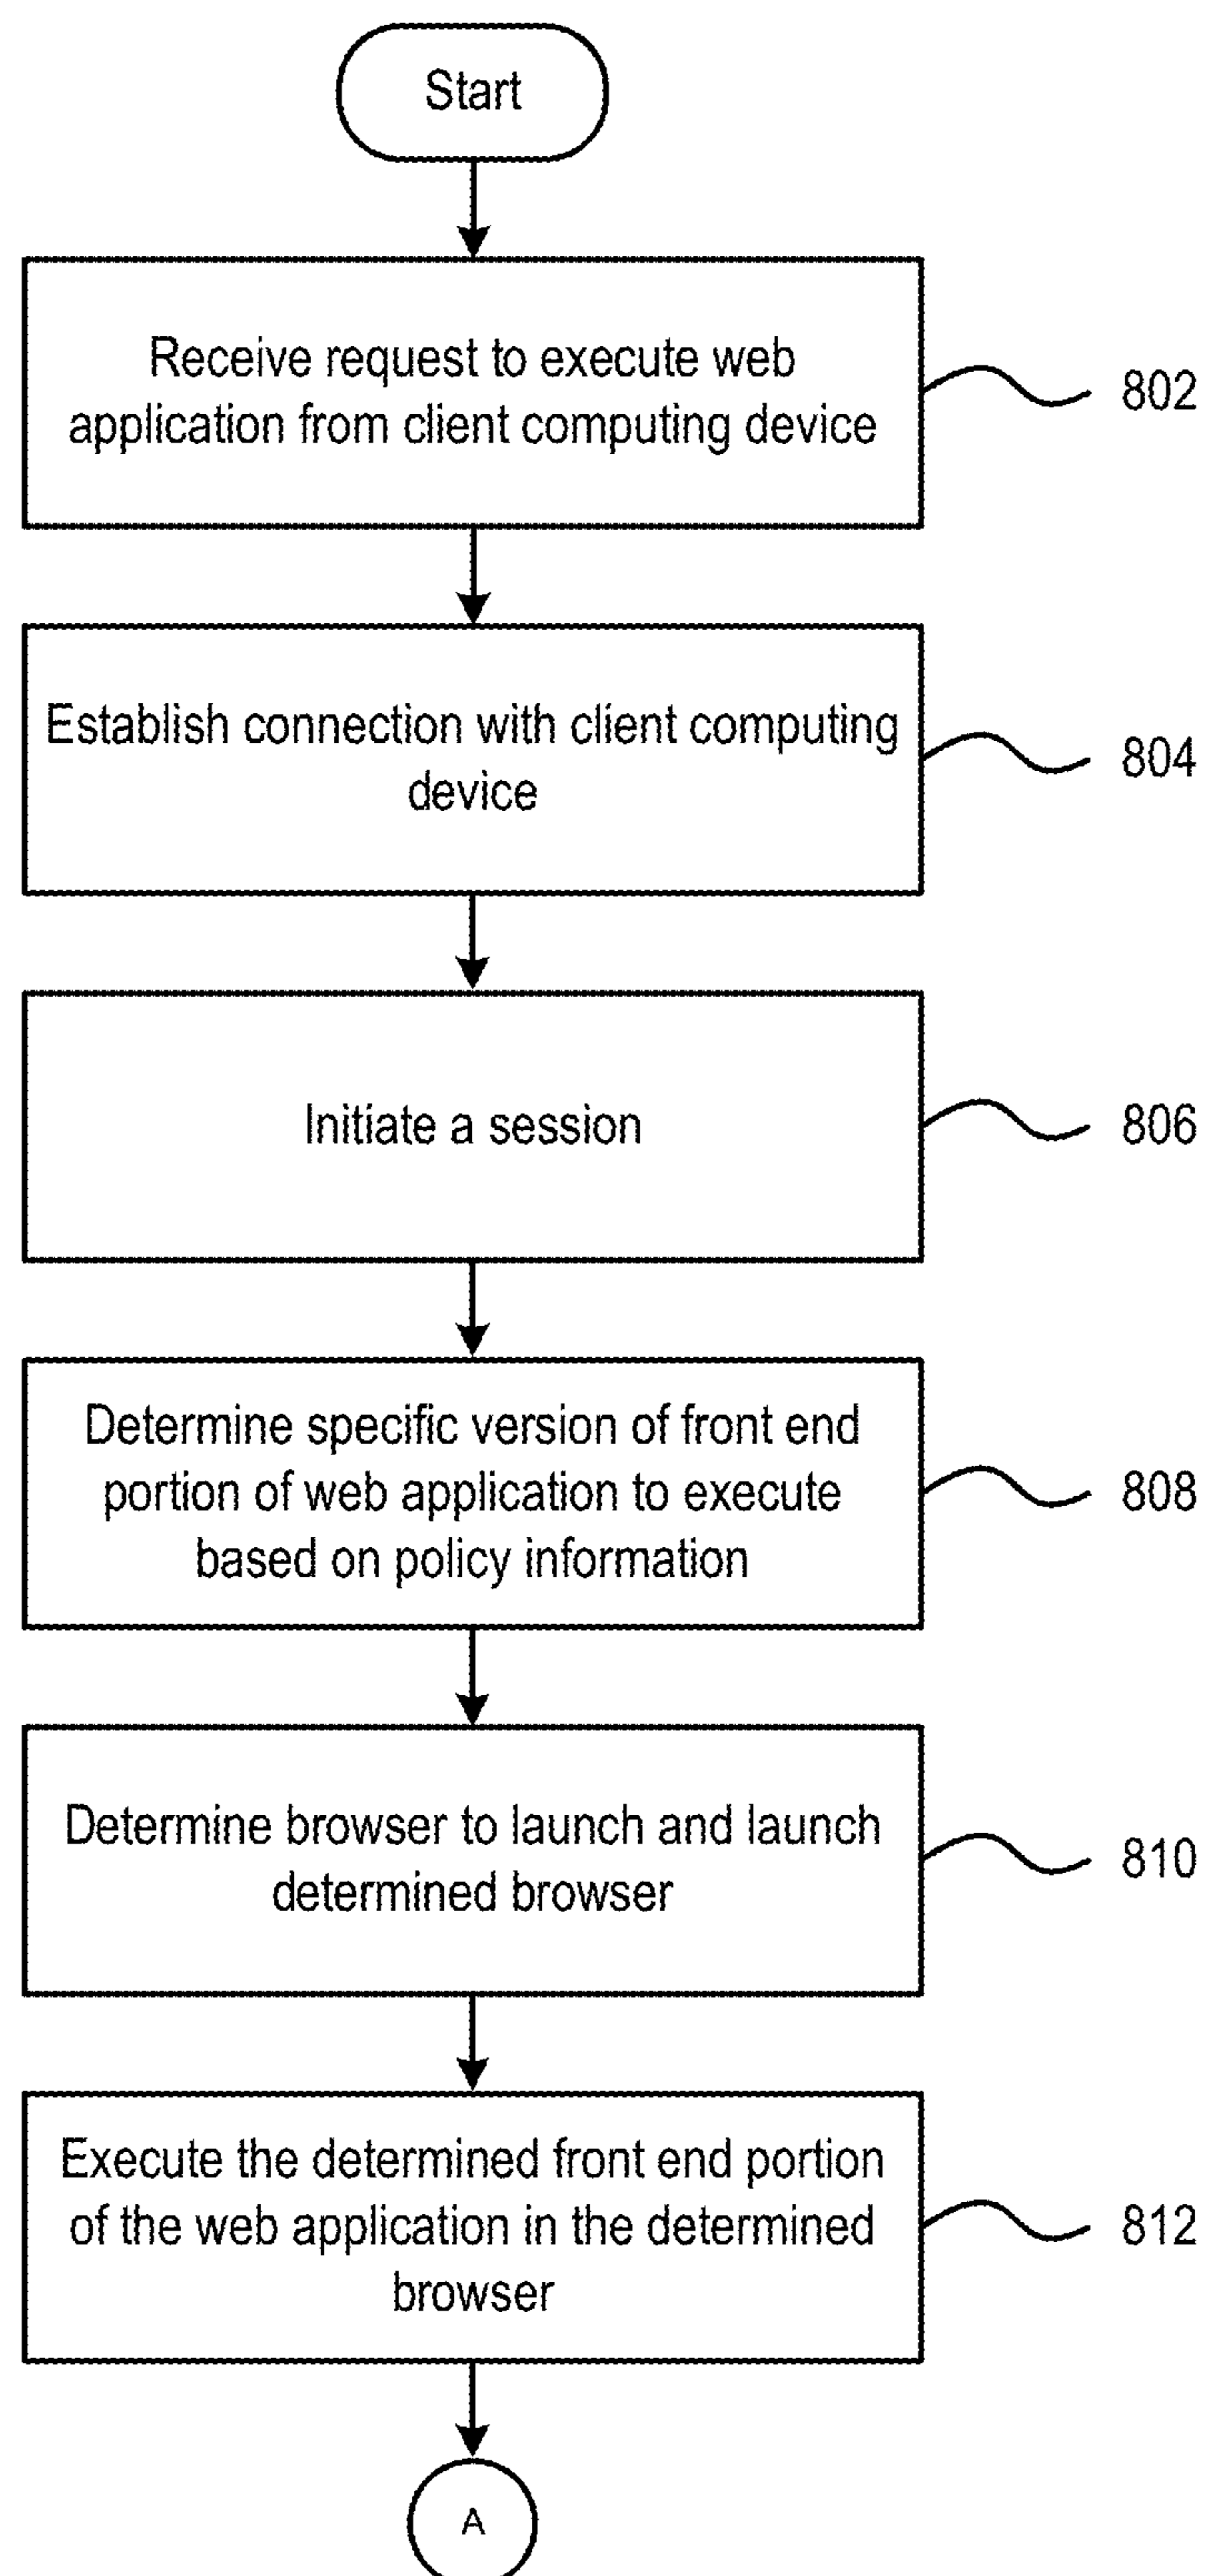 Start
Receive request to execute web
application from client computing device
802
Establish connection with client computing
device
804
Initiate a session
806
Determine specific version of front end
portion of web application to execute
based on policy information
808
Determine browser to launch and launch
determined browser
810
Execute the determined front end portion
of the web application in the determined
browser
812
A